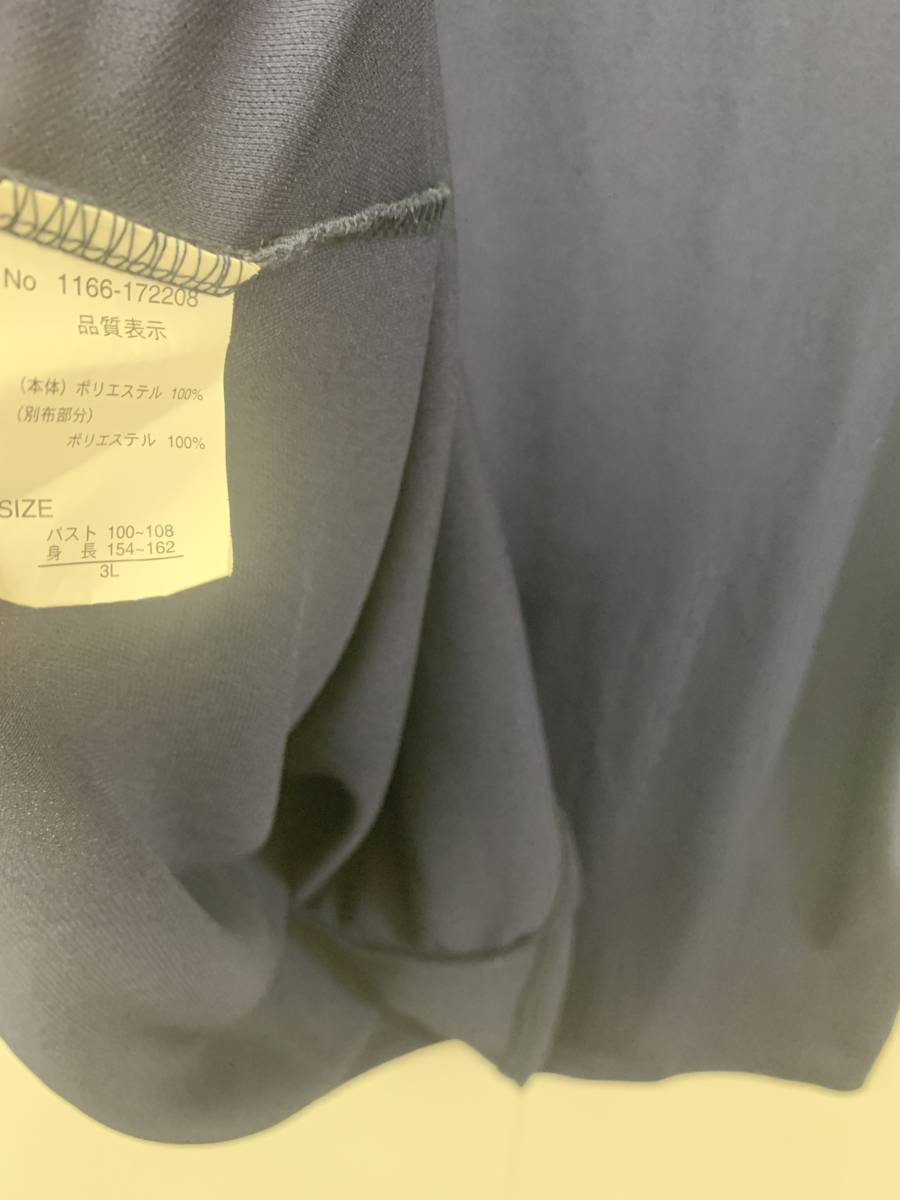 No 1166-172208
品質表示
(本体) ポリエステル 100%
(別布部分)
ポリエステル 100%
SIZE
バスト 100~108
身 長 154~162
3L